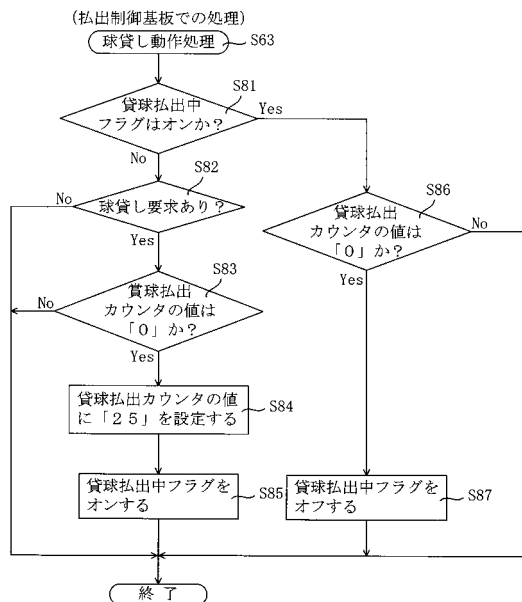 (払出制御基板での処理)
球貸し動作処理
S63
貸球払出中
フラグはオンか？
S81
Yes
No
球貸し要求あり？
S82
No
Yes
賞球払出
カウンタの値は
「０」か？
S83
No
Yes
貸球払出カウンタの値
に「２５」を設定する
S84
貸球払出中フラグを
オンする
S85
貸球払出
カウンタの値は
「０」か？
S86
No
Yes
貸球払出中フラグを
オフする
S87
終了